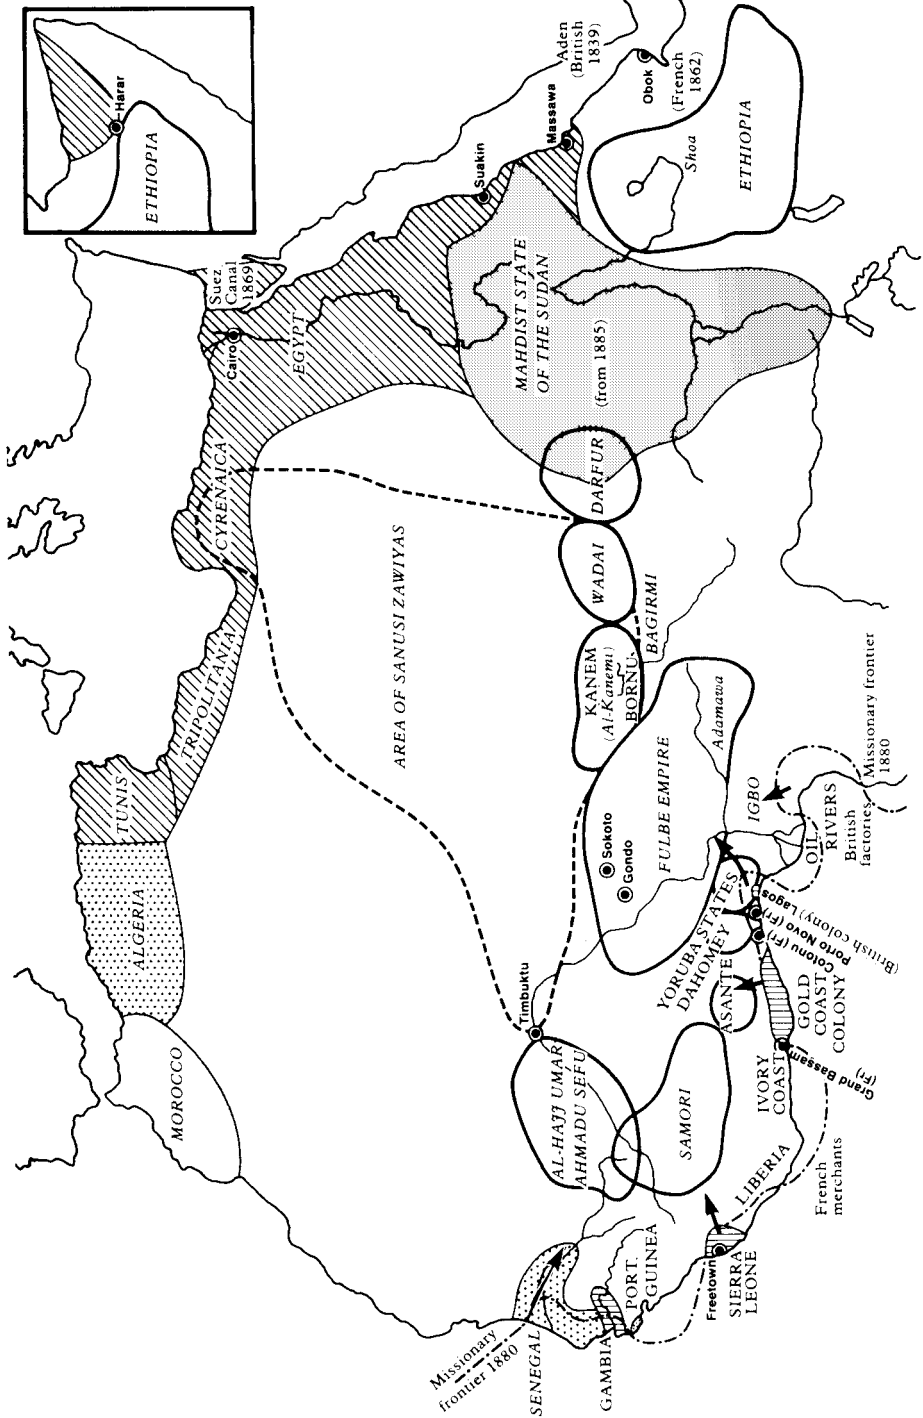 Harar
ETHIOPIA
Aden
(British
1839)
Obok
(French
1862)
Massawa
Shoa
ETHIOPIA
Suakin
Suez
Canal
1869
Cairo
EGYPT
MAHDIST STATE
OF THE SUDAN
(from 1885)
CYRENAICA
DARFUR
AREA OF SANUSI ZAWIYAS
WADAI
TRIPOLITANIA
KANEM
(Al-Kanemi)
BORNU
BAGIRMI
TUNIS
FULBE EMPIRE
Adamawa
Sokoto
Gondo
IGBO
Missionary frontier
1880
OIL
RIVERS
British
factories
ALGERIA
YORUBA STATES
DAHOMEY
Lagos
(British colony)
Porto Novo (Fr)
Cotonu (Fr)
ASANTE
GOLD
COAST
COLONY
Timbuktu
MOROCCO
AL-HAJJ UMAR
AHMADU SEFU
SAMORI
IVORY
COAST
Grand Bassam
(Fr)
LIBERIA
French
merchants
Freetown
SIERRA
LEONE
PORT.
GUINEA
GAMBIA
SENEGAL
Missionary
frontier 1880